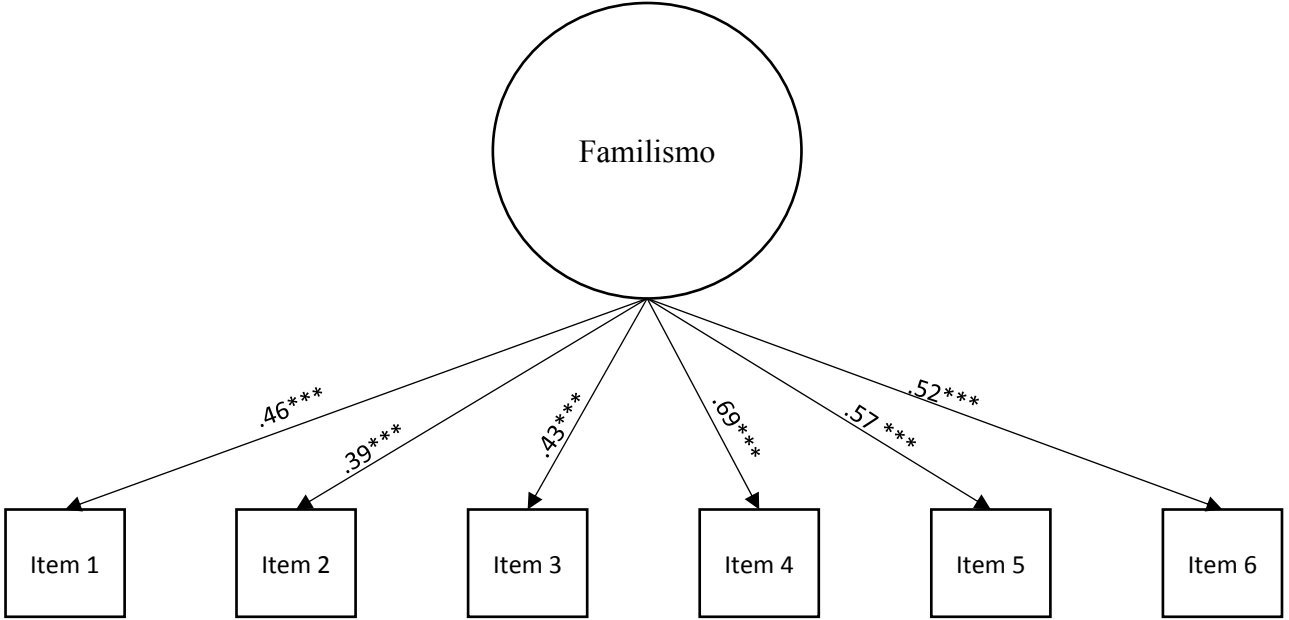 Familismo
.46***
.39***
.43***
.69***
.57 ***
.52***
Item 1
Item 2
Item 3
Item 4
Item 5
Item 6